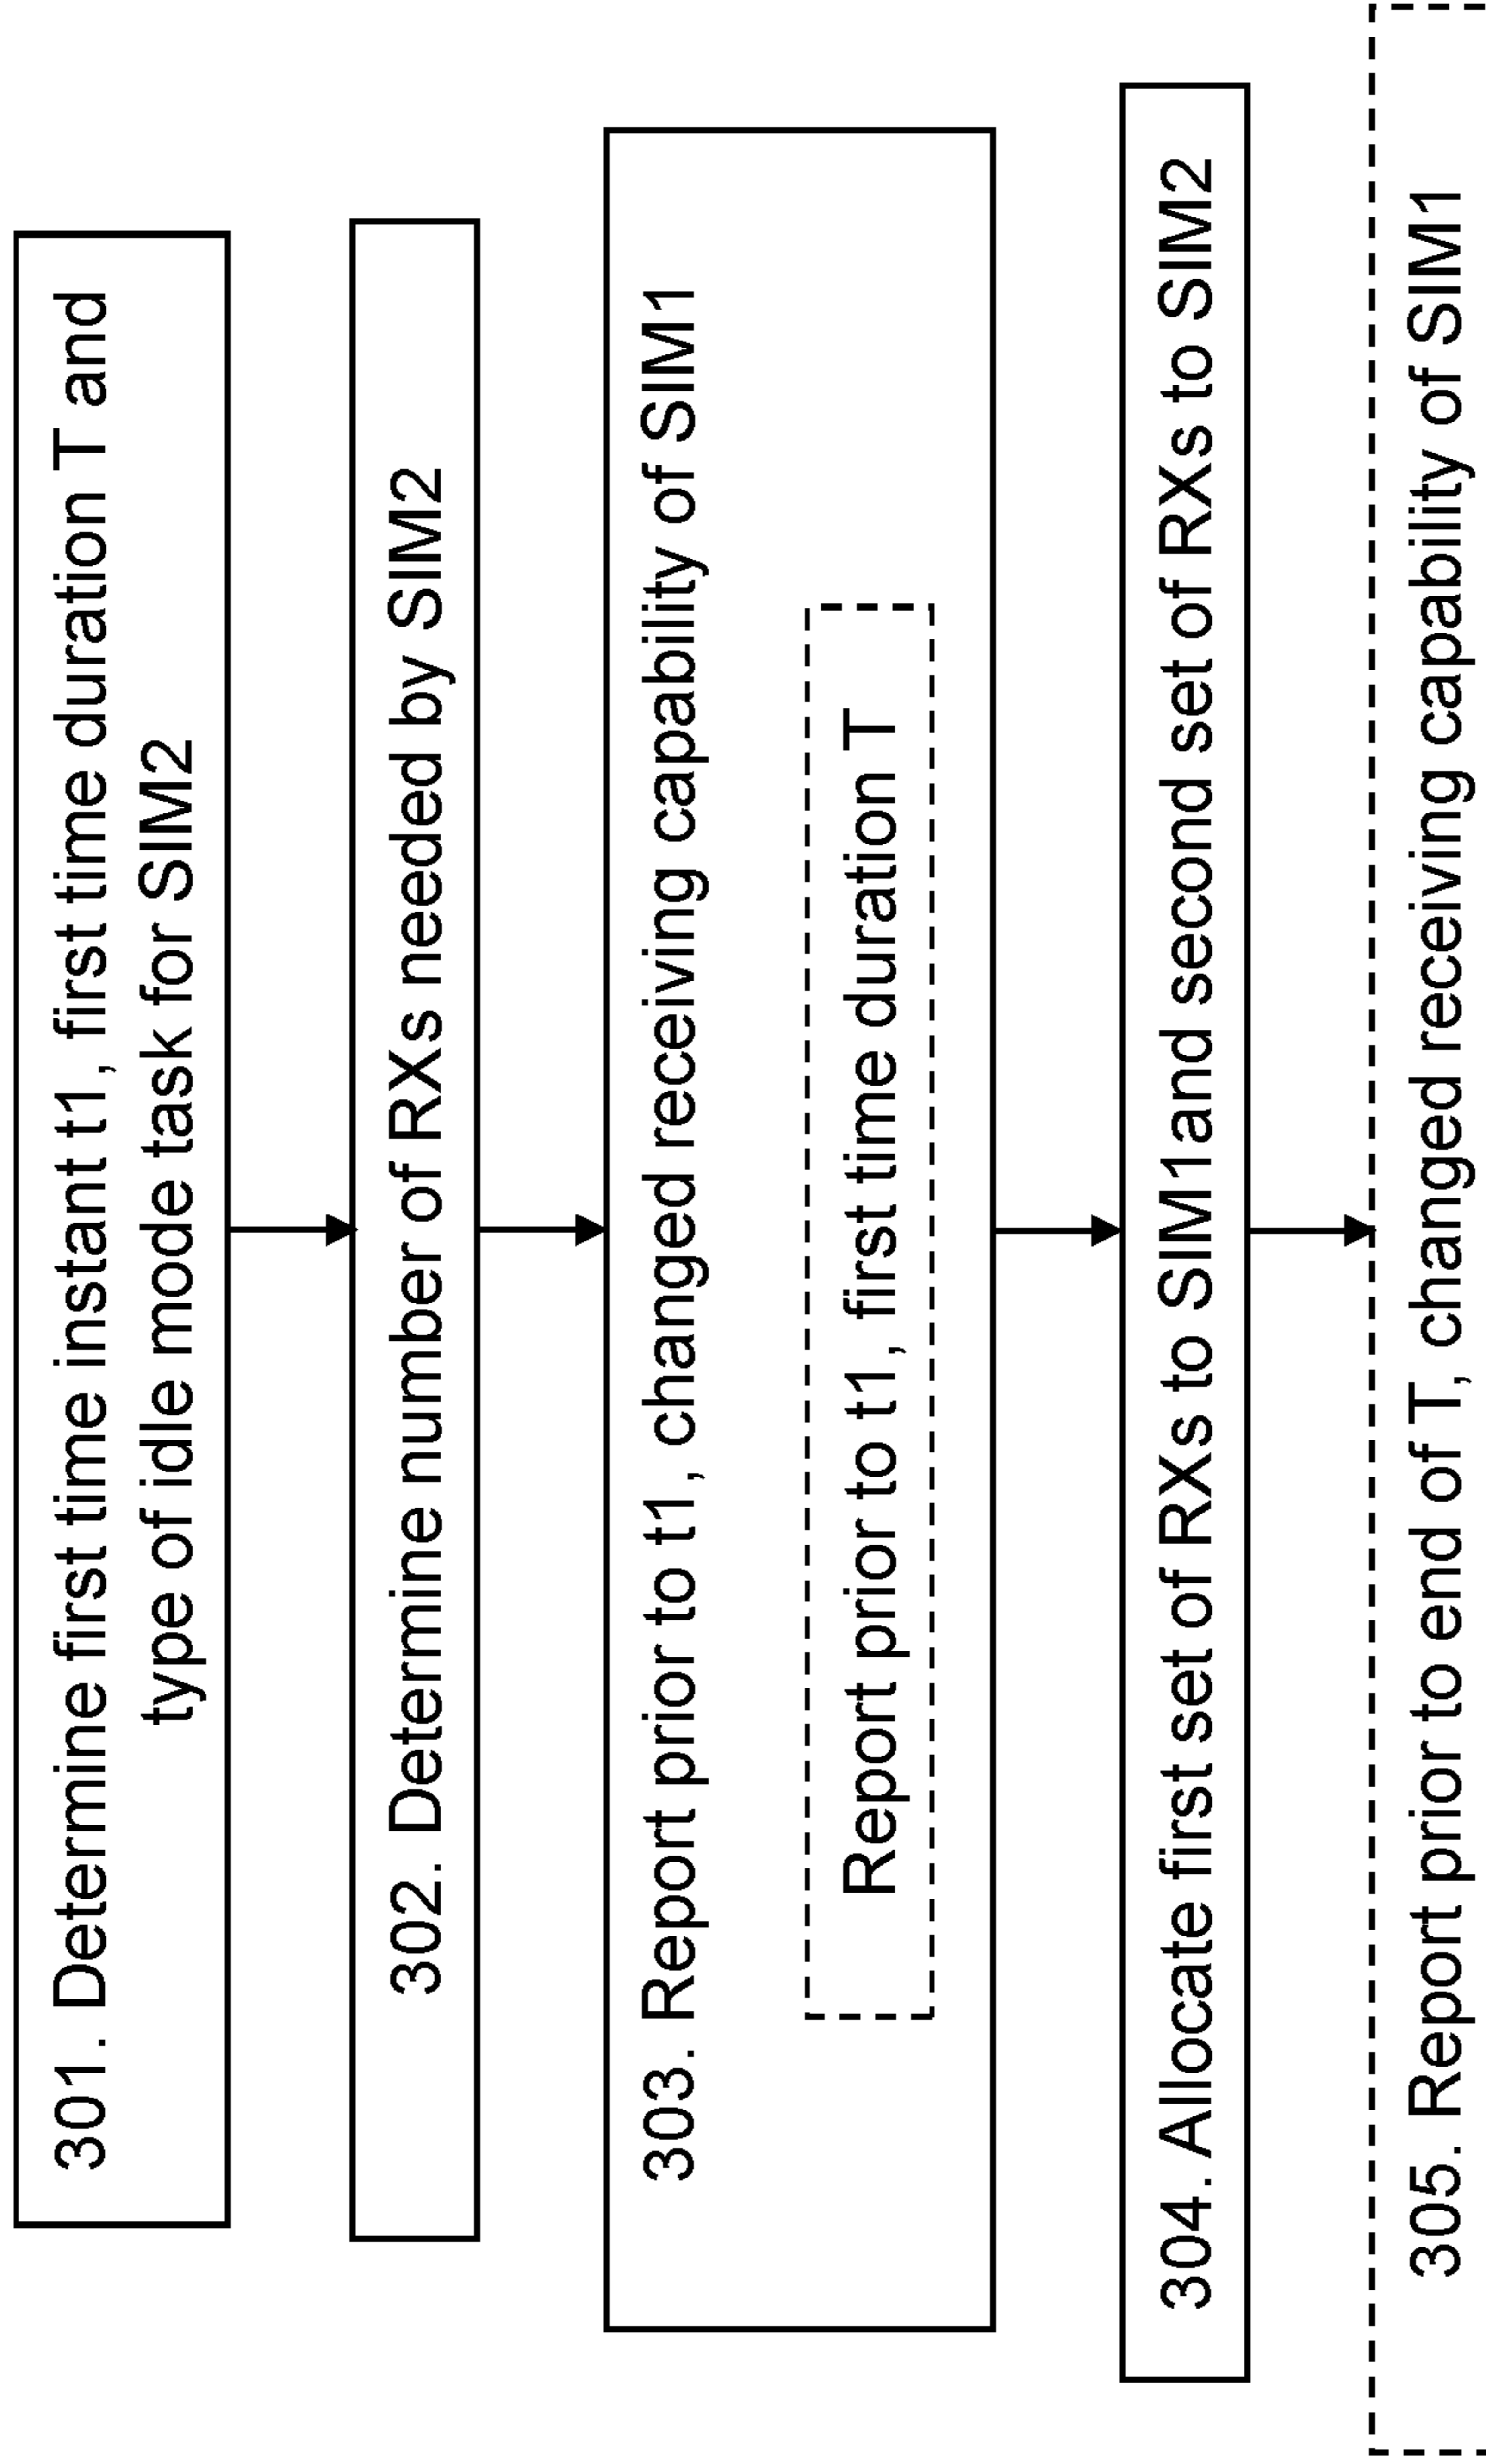 301. Determine first time instant t1, first time duration T and
type of idle mode task for SIM2
302. Determine number of RXs needed by SIM2
303. Report prior to t1, changed receiving capability of SIM1
Report prior to t1, first time duration T
304. Allocate first set of RXs to SIM1and second set of RXs to SIM2
305. Report prior to end of T, changed receiving capability of SIM1